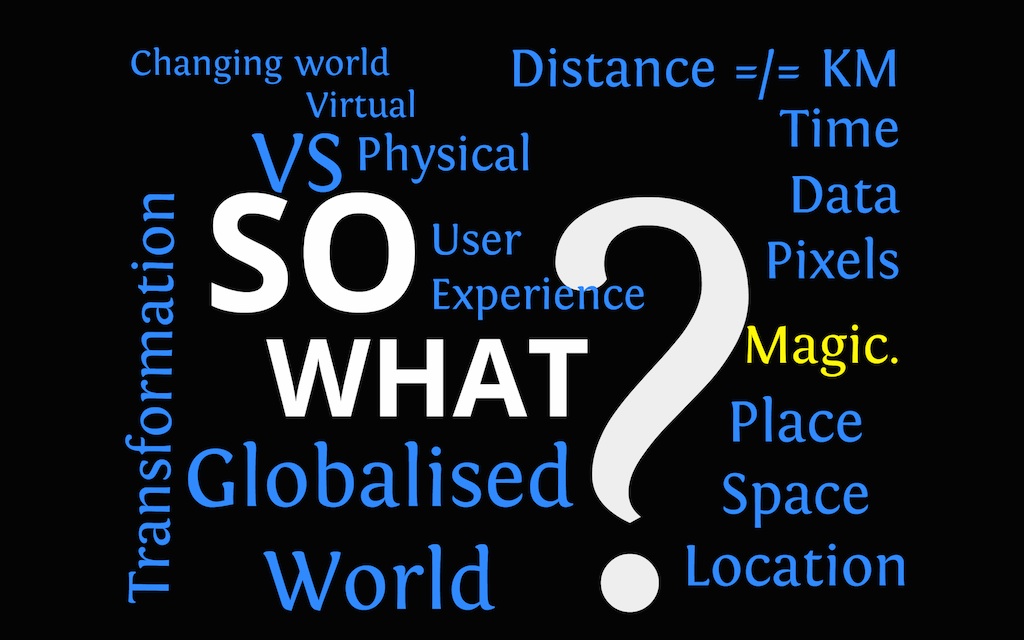 Changing world
Virtual
VS Physical
Distance =/= KM
Time
Data
Pixels
Magic.
Place
Space
Location
Transformation
SO
WHAT
?
User
Experience
Globalised
World